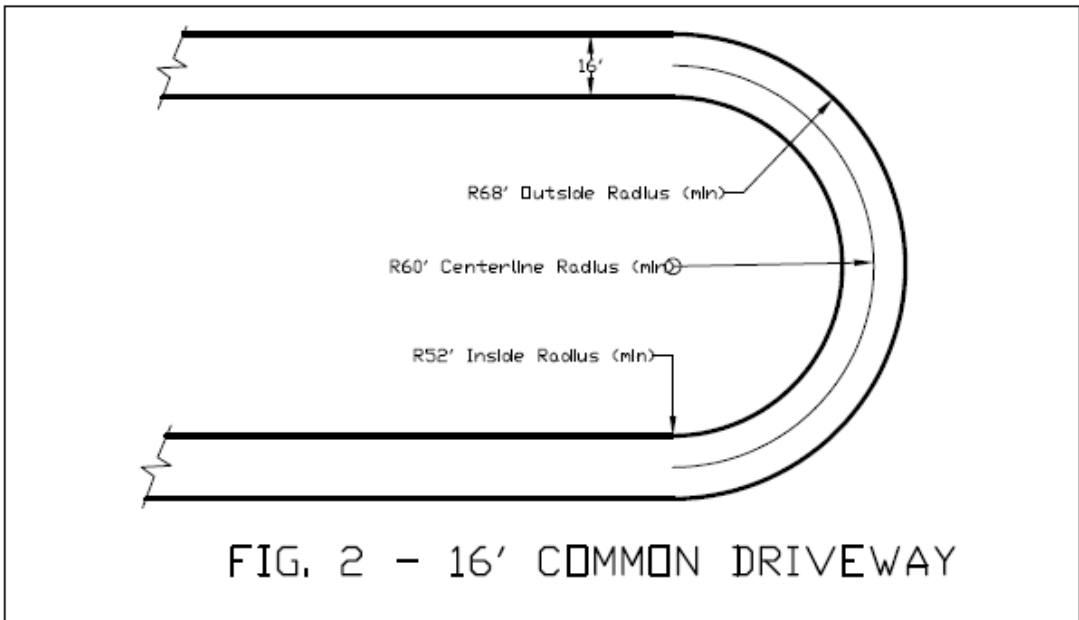 16'
R68' Outside Radius (min)
R60' Centerline Radius (min)
R52' Inside Radius (min)
FIG. 2 - 16' COMMON DRIVEWAY